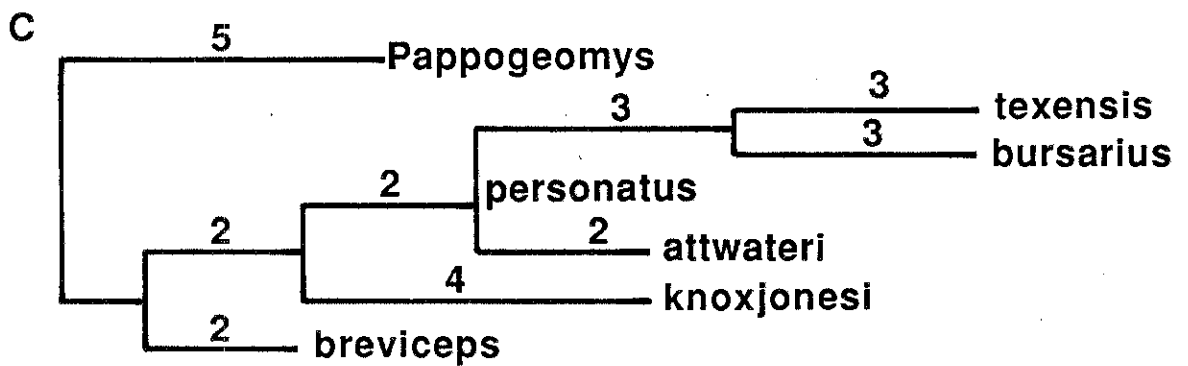 C
5
Pappogeomys
3
texensis
3
3
bursarius
2
personatus
2
2
attwateri
4
knoxjonesi
2
breviceps